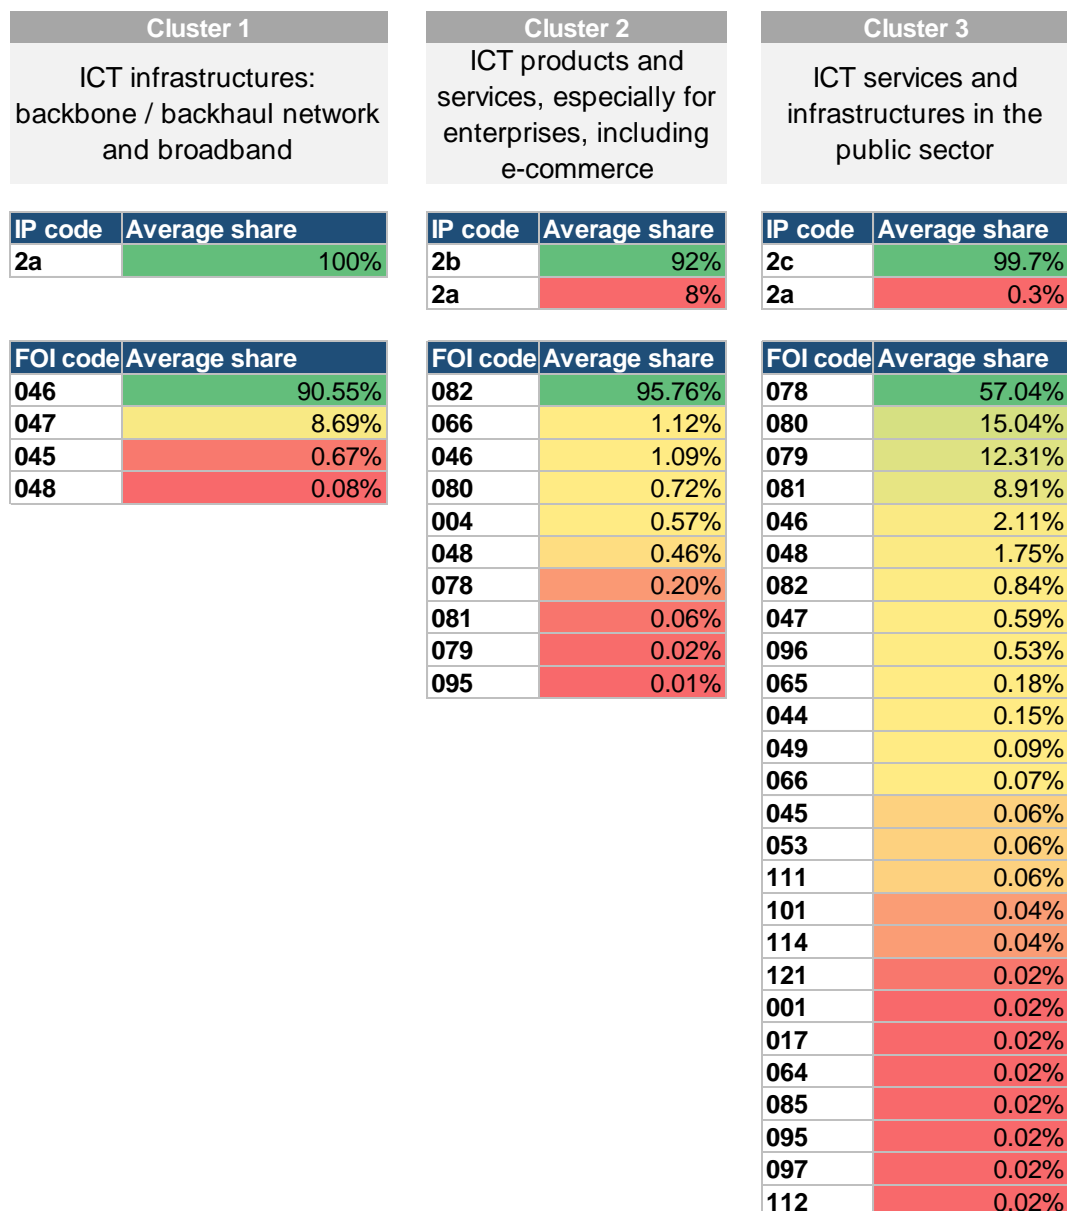 Cluster 1
ICT infrastructures:
backbone / backhaul network
and broadband
IP code Average share
2a 100%
FOI code Average share
046 90.55%
047 8.69%
045 0.67%
048 0.08%
Cluster 2
ICT products and
services, especially for
enterprises, including
e-commerce
IP code Average share
2b 92%
2a 8%
FOI code Average share
082 95.76%
066 1.12%
046 1.09%
080 0.72%
004 0.57%
048 0.46%
078 0.20%
081 0.06%
079 0.02%
095 0.01%
Cluster 3
ICT services and
infrastructures in the
public sector
IP code Average share
2c 99.7%
2a 0.3%
FOI code Average share
078 57.04%
080 15.04%
079 12.31%
081 8.91%
046 2.11%
048 1.75%
082 0.84%
047 0.59%
096 0.53%
065 0.18%
044 0.15%
049 0.09%
066 0.07%
045 0.06%
053 0.06%
111 0.06%
101 0.04%
114 0.04%
121 0.02%
001 0.02%
017 0.02%
064 0.02%
085 0.02%
095 0.02%
097 0.02%
112 0.02%